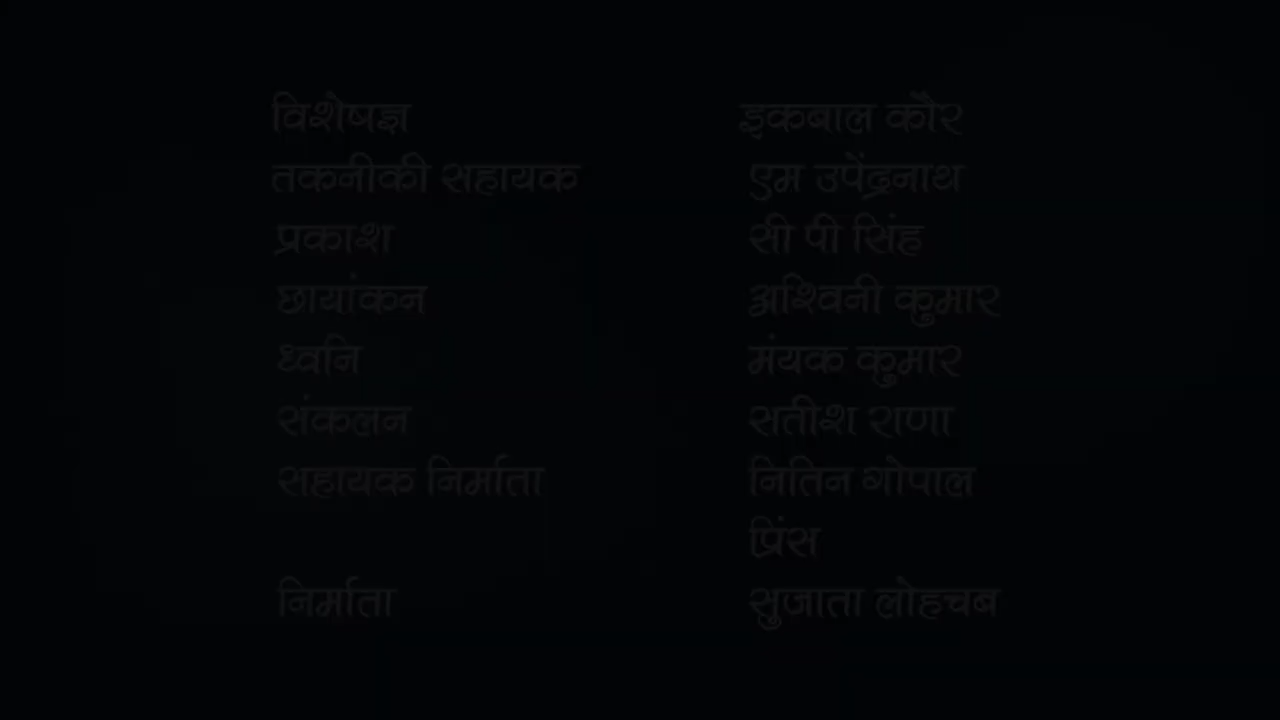 विशेषज्ञ इकबाल कौर
तकनीकी सहायक एम उपेंद्रनाथ
प्रकाश सी पी सिंह
छायांकन अश्विनी कुमार
ध्वनि मंयक कुमार
संकलन सतीश राणा
सहायक निर्माता नितिन गोपाल
प्रिंस
निर्माता सुजाता लोहचब